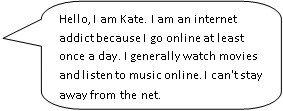 Hello, I am Kate. I am an internet
addict because I go online at least
once a day. I generally watch movies
and listen to music online. I can't stay
away from the net.